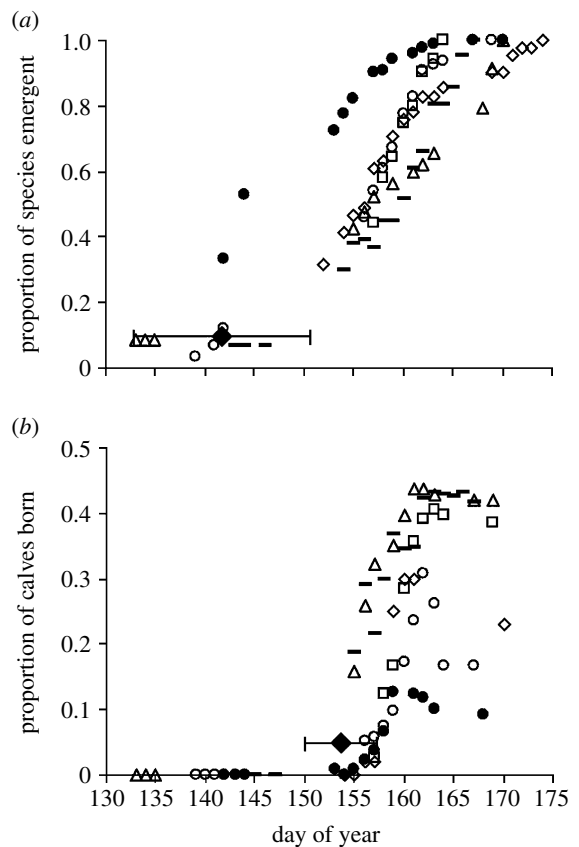 (a)
1.0
0.8
0.6
0.4
0.2
0
proportion of species emergent
(b)
0.5
0.4
0.3
0.2
0.1
0
proportion of calves born
130 135 140 145 150 155 160 165 170 175
day of year